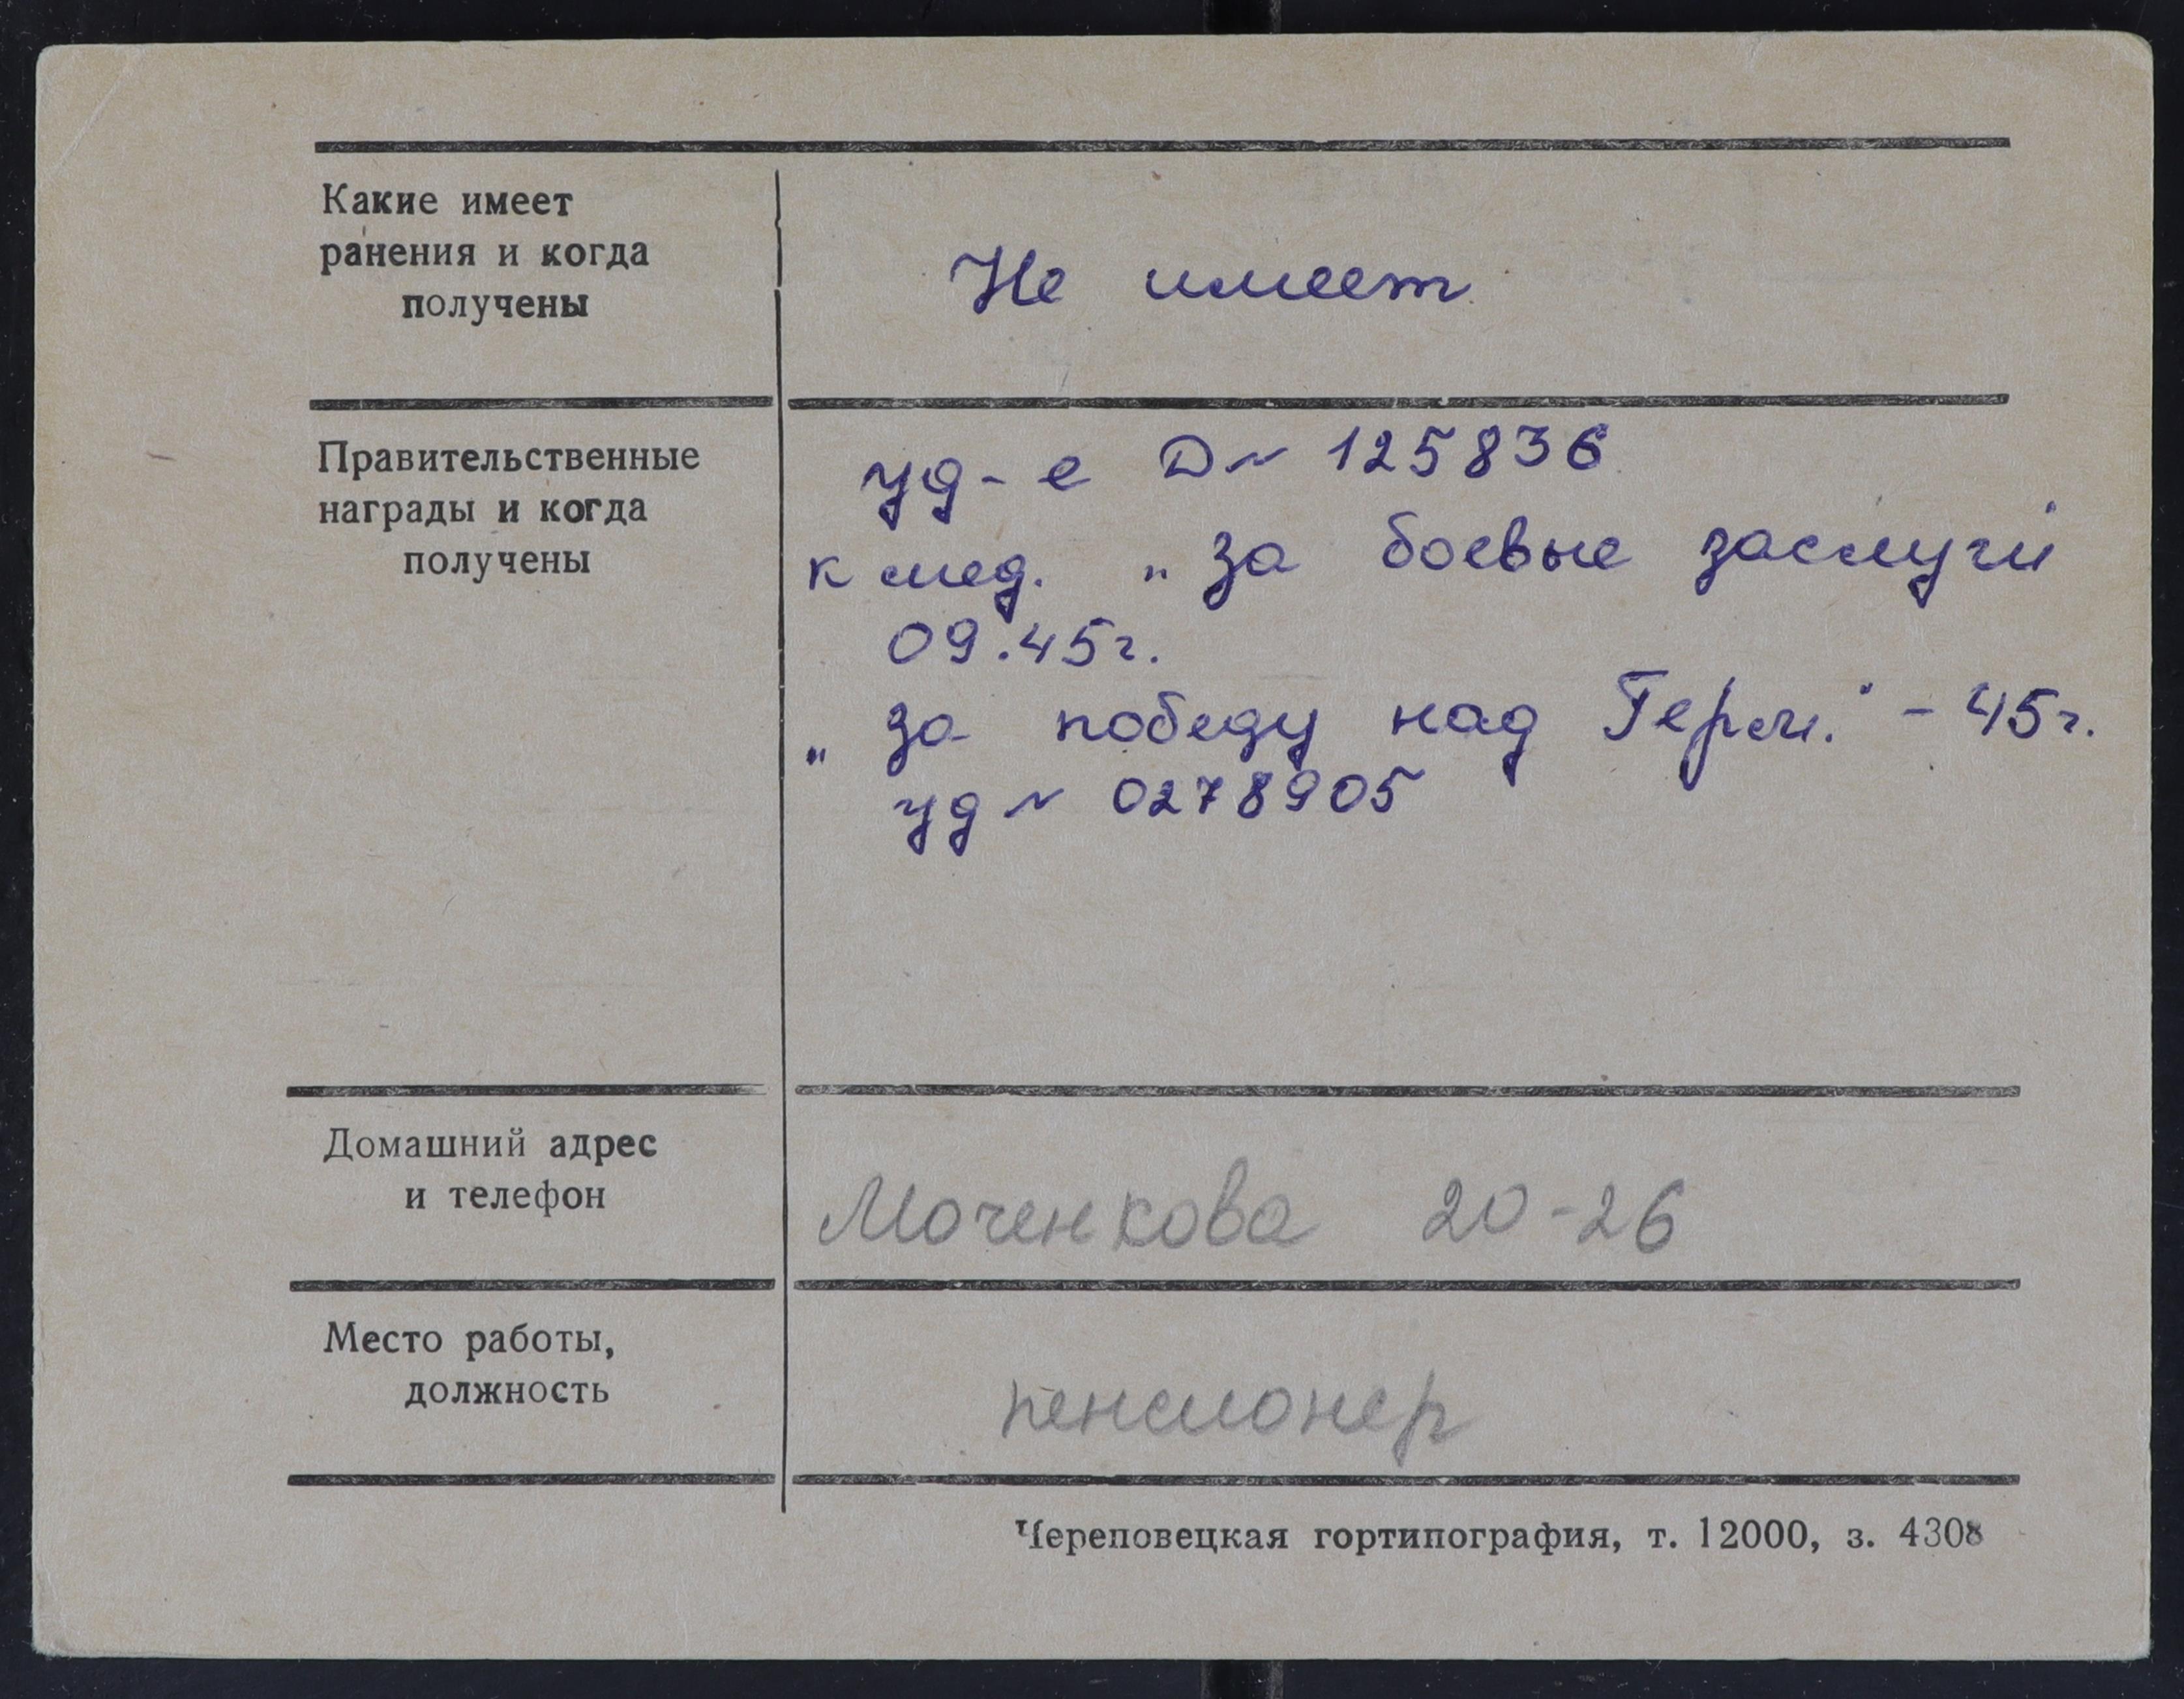 Какие имеет
ранения и когда
получены
Не имеет
Правительственные
награды и когда
получены
уд-е Д№ 125836
к мед. „за боевые заслуги"
09.45г.
„за победу над Герм." - 45г.
уд № 0278905
Домашний адрес
и телефон
Моченкова 20-26
Место работы,
должность
пенсионер
Череповецкая гортипография, т. 12000, з. 4308